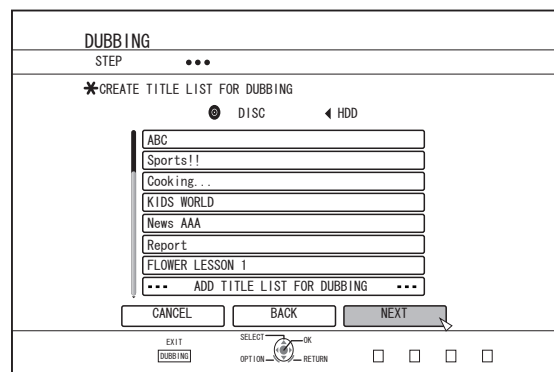 DUBBING
STEP
✱CREATE TITLE LIST FOR DUBBING
DISC HDD
ABC
Sports!!
Cooking...
KIDS WORLD
News AAA
Report
FLOWER LESSON 1
--- ADD TITLE LIST FOR DUBBING ---
CANCEL BACK NEXT
EXIT
DUBBING
SELECT OK
OPTION RETURN